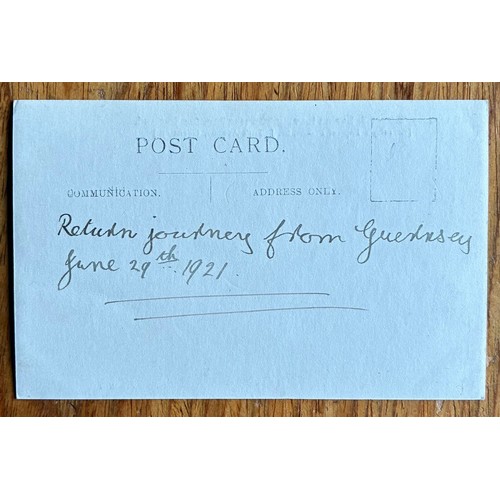 POST CARD.
COMMUNICATION. ADDRESS ONLY.
Return journey from Guernsey
June 29th 1921.